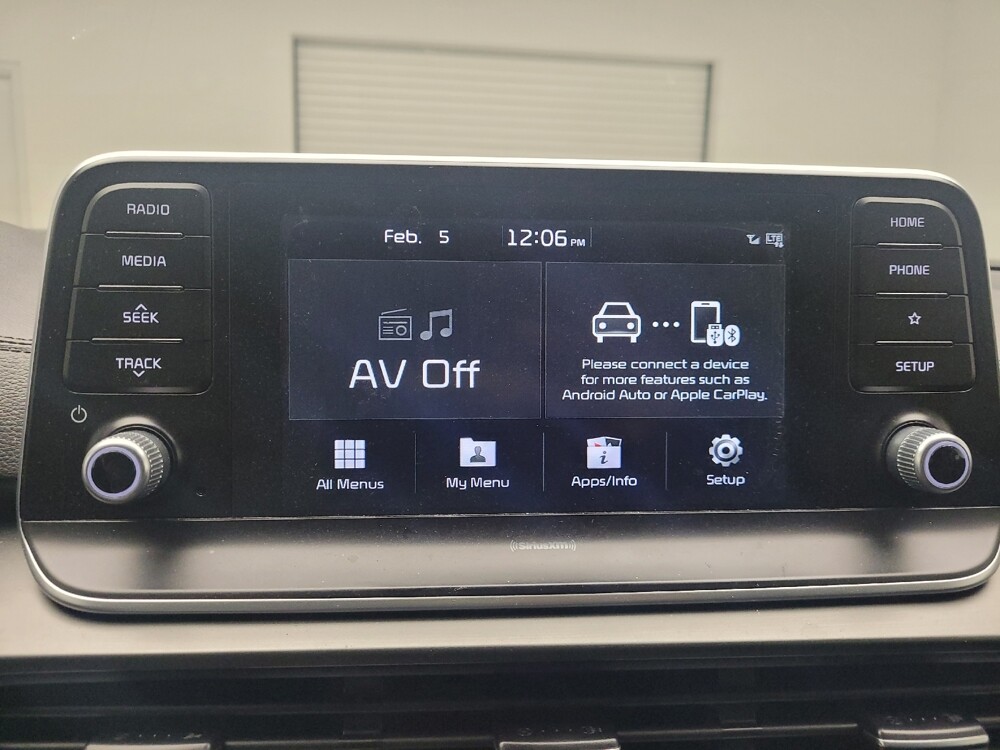 RADIO
MEDIA
SEEK
TRACK
Feb. 5 12:06 PM
LTE
AV Off
Please connect a device
for more features such as
Android Auto or Apple CarPlay.
All Menus
My Menu
Apps/Info
Setup
HOME
PHONE
SETUP
((SiriusXM))